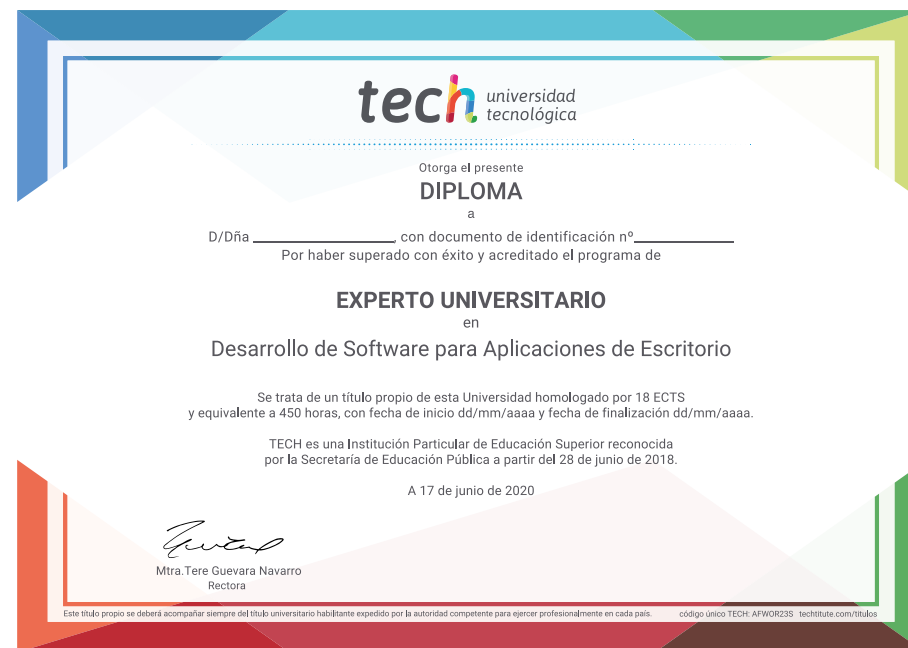 tech universidad
tecnológica
Otorga el presente
DIPLOMA
a
D/Dña ____________, con documento de identificación nº____________
Por haber superado con éxito y acreditado el programa de
EXPERTO UNIVERSITARIO
en
Desarrollo de Software para Aplicaciones de Escritorio
Se trata de un título propio de esta Universidad homologado por 18 ECTS
y equivalente a 450 horas, con fecha de inicio dd/mm/aaaa y fecha de finalización dd/mm/aaaa.
TECH es una Institución Particular de Educación Superior reconocida
por la Secretaría de Educación Pública a partir del 28 de junio de 2018.
A 17 de junio de 2020
Mtra.Tere Guevara Navarro
Rectora
Este título propio se deberá acompañar siempre del título universitario habilitante expedido por la autoridad competente para ejercer profesionalmente en cada país. código único TECH: AFWOR23S techtitute.com/titulos